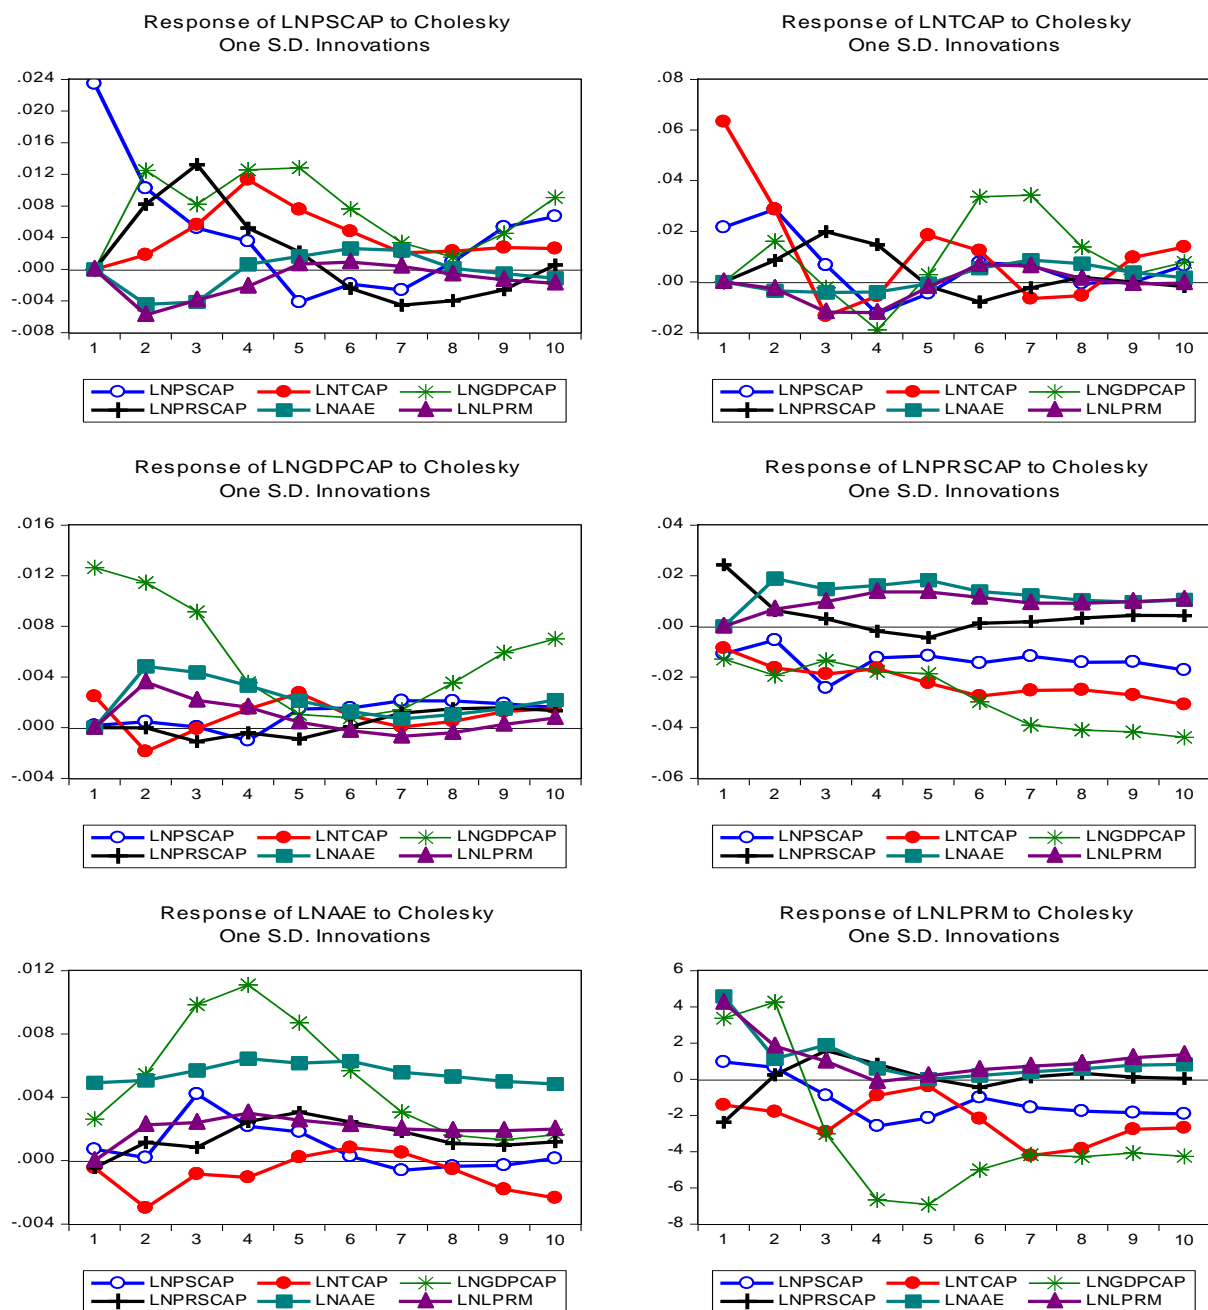 Response of LNPSCAP to Cholesky
One S.D. Innovations
.024
.020
.016
.012
.008
.004
.000
-.004
-.008
1 2 3 4 5 6 7 8 9 10
LNPSCAP LNTCAP LNGDPCAP
LNPRSCAP LNAAE LNLPRM
Response of LNTCAP to Cholesky
One S.D. Innovations
.08
.06
.04
.02
.00
-.02
1 2 3 4 5 6 7 8 9 10
LNPSCAP LNTCAP LNGDPCAP
LNPRSCAP LNAAE LNLPRM
Response of LNGDPCAP to Cholesky
One S.D. Innovations
.016
.012
.008
.004
.000
-.004
1 2 3 4 5 6 7 8 9 10
LNPSCAP LNTCAP LNGDPCAP
LNPRSCAP LNAAE LNLPRM
Response of LNPRSCAP to Cholesky
One S.D. Innovations
.04
.02
.00
-.02
-.04
-.06
1 2 3 4 5 6 7 8 9 10
LNPSCAP LNTCAP LNGDPCAP
LNPRSCAP LNAAE LNLPRM
Response of LNAAE to Cholesky
One S.D. Innovations
.012
.008
.004
.000
-.004
1 2 3 4 5 6 7 8 9 10
LNPSCAP LNTCAP LNGDPCAP
LNPRSCAP LNAAE LNLPRM
Response of LNLPRM to Cholesky
One S.D. Innovations
6
4
2
0
-2
-4
-6
-8
1 2 3 4 5 6 7 8 9 10
LNPSCAP LNTCAP LNGDPCAP
LNPRSCAP LNAAE LNLPRM